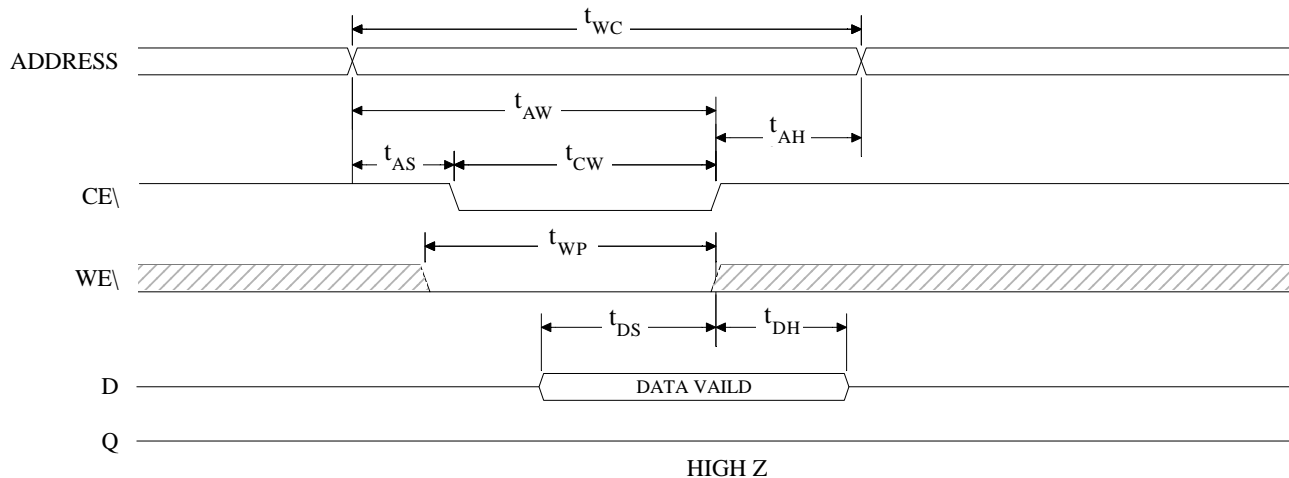 tWC
ADDRESS
tAW
tAH
tAS
tCW
CE\
tWP
WE\
tDS
tDH
D
DATA VAILD
Q
HIGH Z